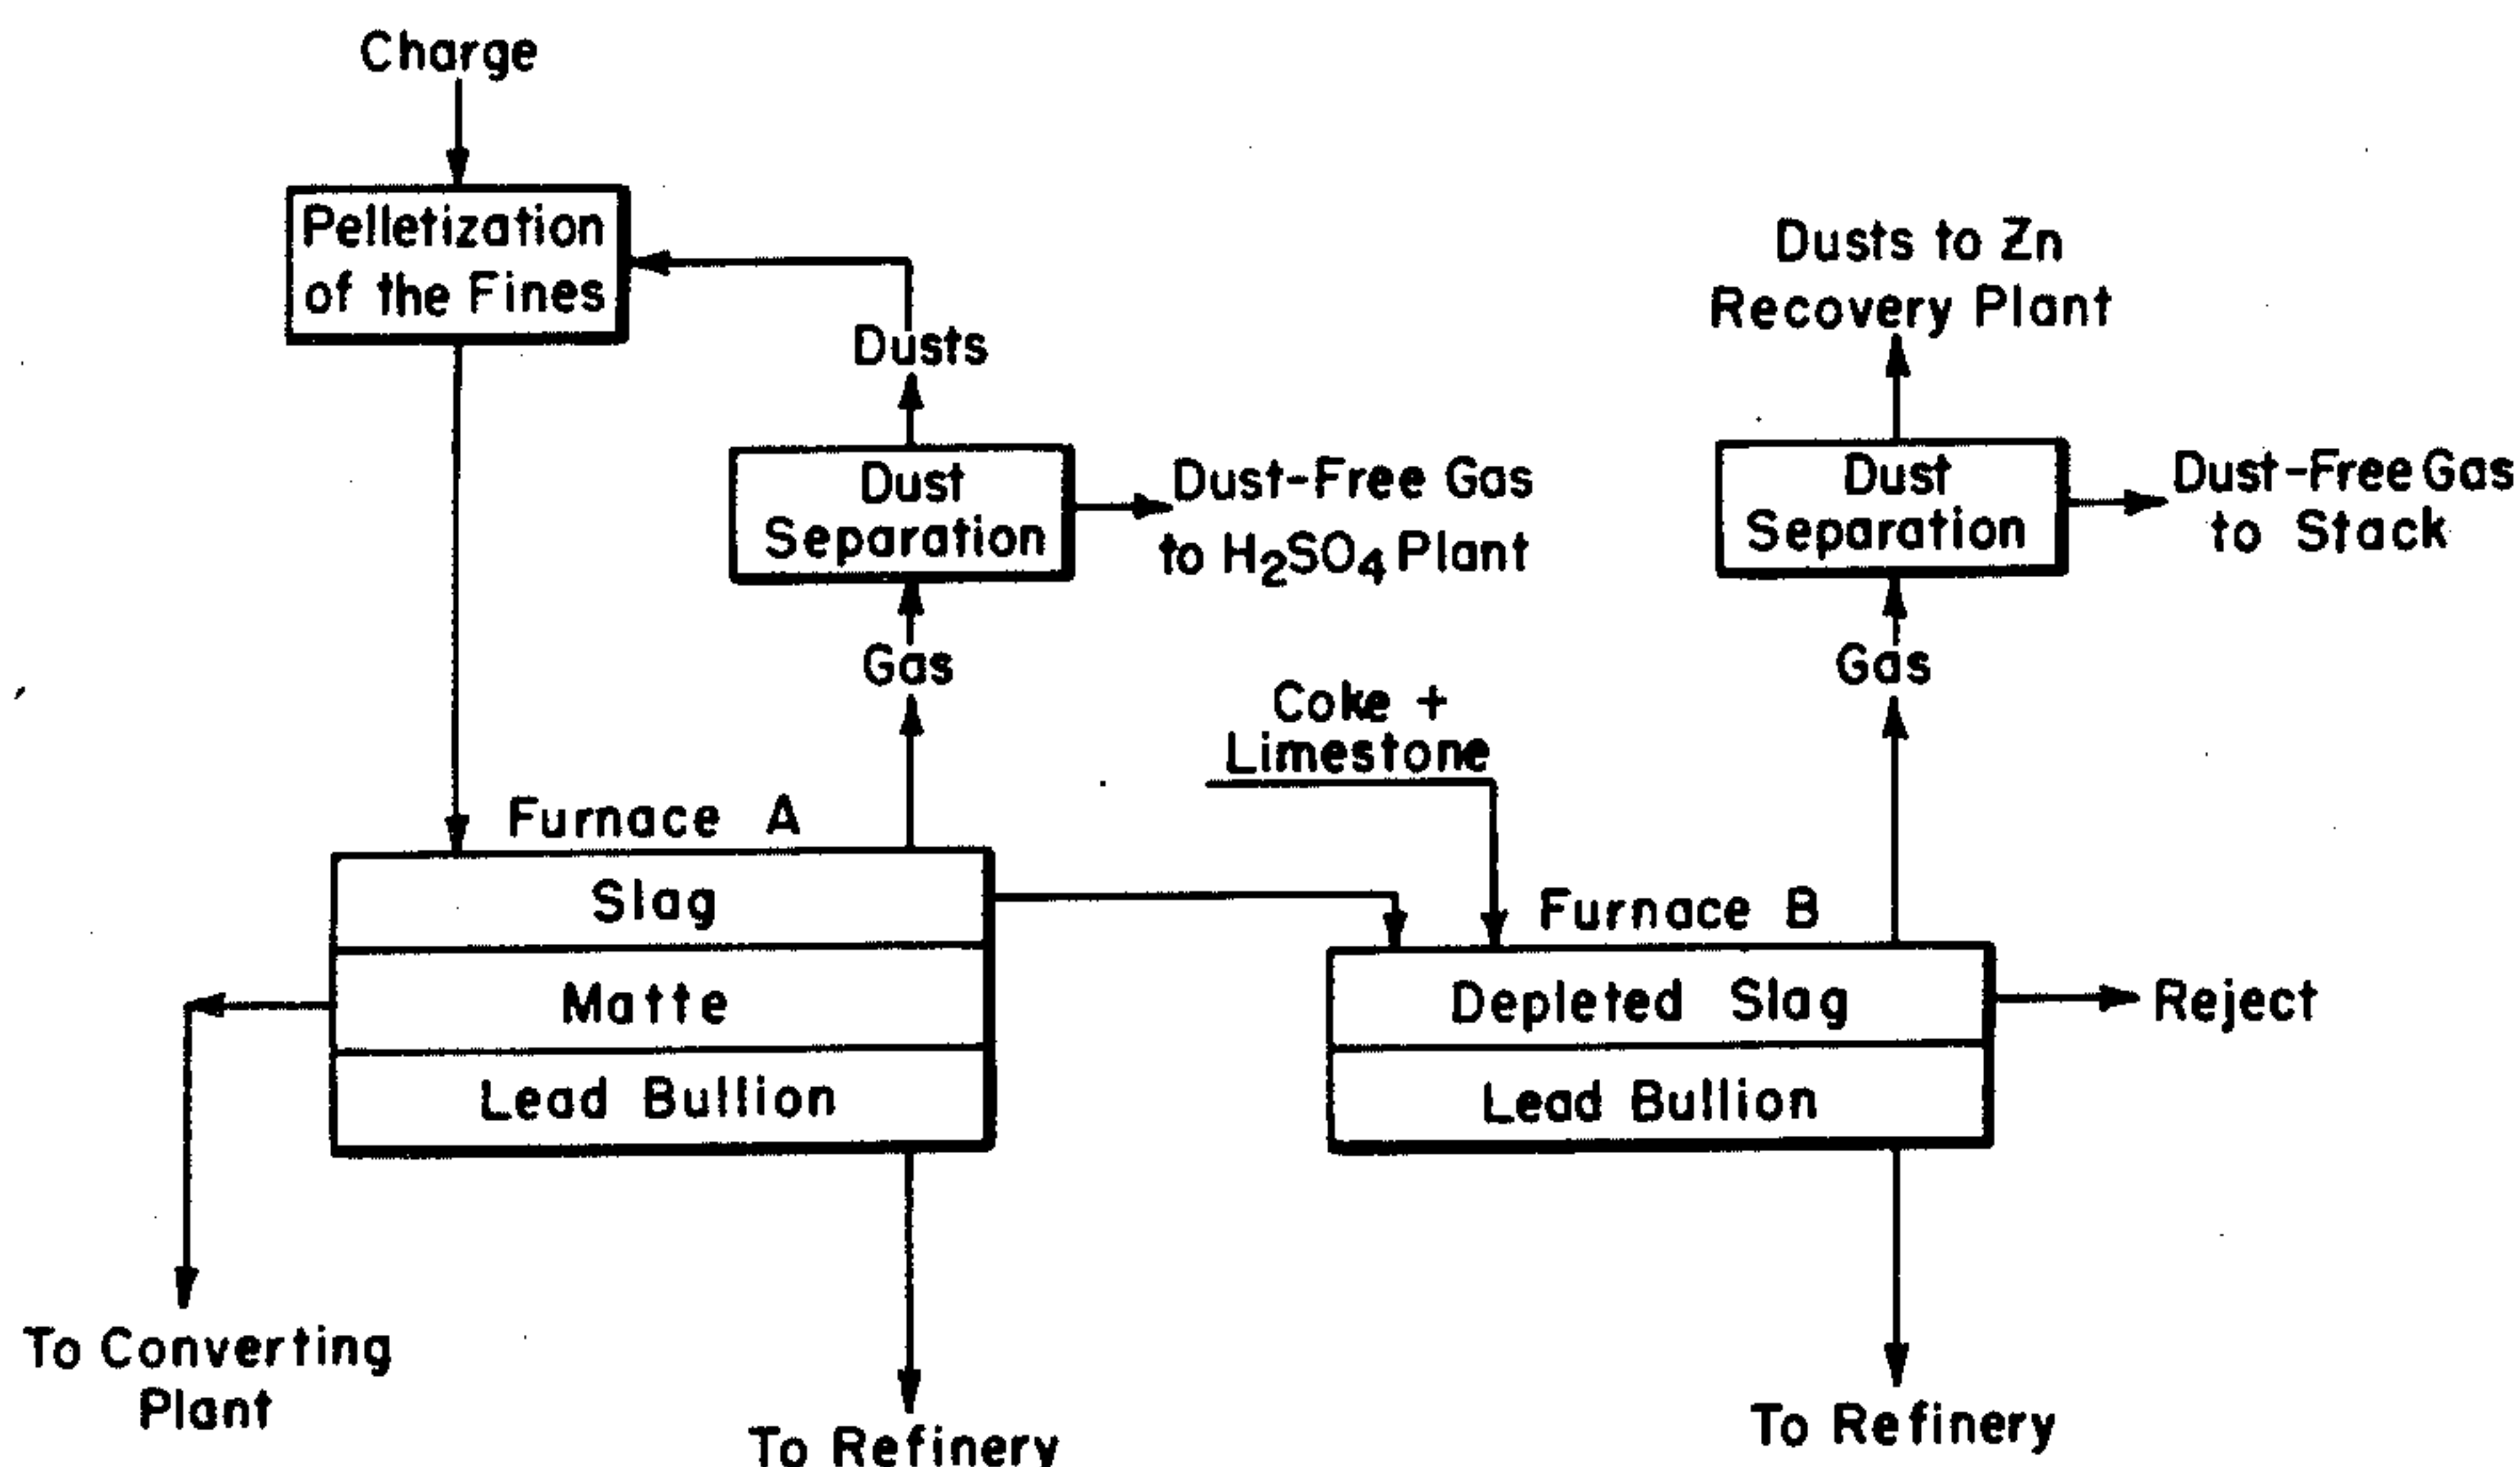 Charge
Pelletization
of the Fines
Dusts
Dusts to Zn
Recovery Plant
Dust
Separation
Dust-Free Gas
to H₂SO₄ Plant
Dust
Separation
Dust-Free Gas
to Stack
Gas
Gas
Coke +
Limestone
Furnace A
Slag
Matte
Lead Bullion
Furnace B
Depleted Slag
Lead Bullion
Reject
To Converting
Plant
To Refinery
To Refinery